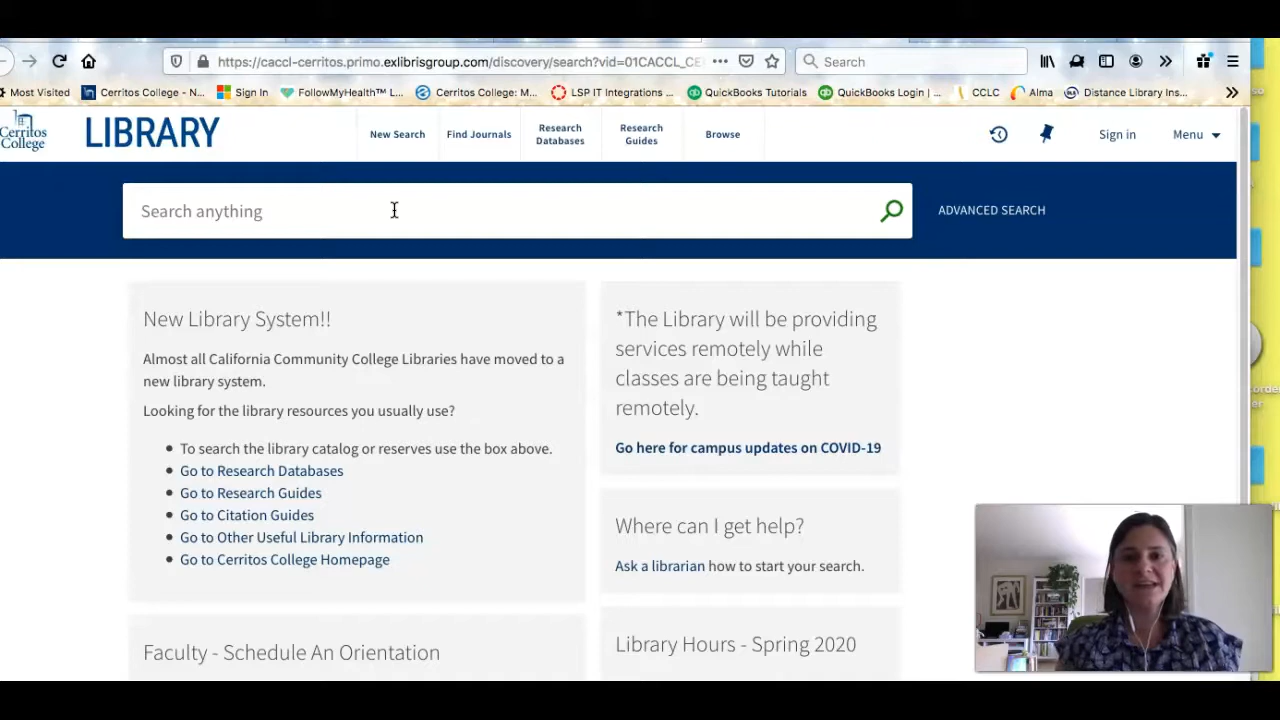 https://caccl-cerritos.primo.exlibrisgroup.com/discovery/search?vid=01CACCL_CE
Search
Most Visited
Cerritos College - N...
Sign In
FollowMyHealth™ L...
Cerritos College: M...
LSP IT Integrations ...
QuickBooks Tutorials
QuickBooks Login | ...
CCLC
Alma
Distance Library Ins...
Cerritos
College
LIBRARY
New Search
Find Journals
Research
Databases
Research
Guides
Browse
Sign in
Menu
Search anything
ADVANCED SEARCH
New Library System!!
Almost all California Community College Libraries have moved to a
new library system.
Looking for the library resources you usually use?
To search the library catalog or reserves use the box above.
Go to Research Databases
Go to Research Guides
Go to Citation Guides
Go to Other Useful Library Information
Go to Cerritos College Homepage
Faculty - Schedule An Orientation
*The Library will be providing
services remotely while
classes are being taught
remotely.
Go here for campus updates on COVID-19
Where can I get help?
Ask a librarian how to start your search.
Library Hours - Spring 2020